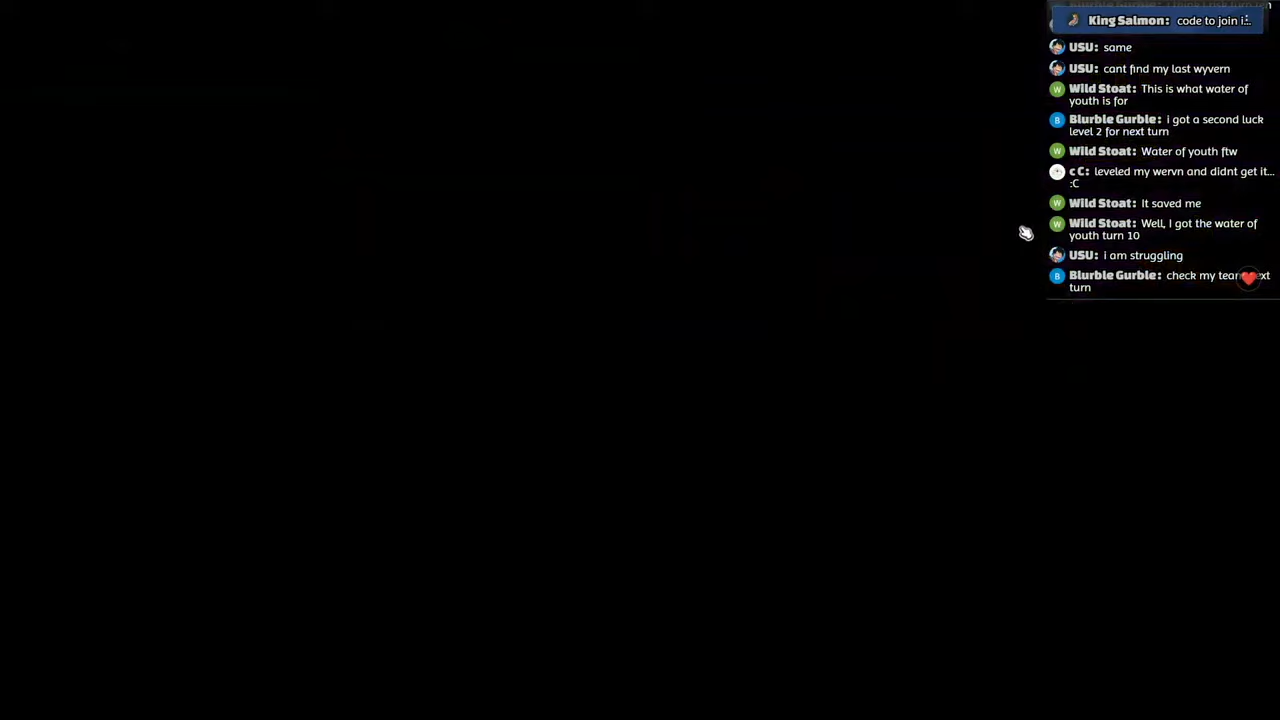 King Salmon: code to join i...
USU: same
USU: cant find my last wyvern
Wild Stoat: This is what water of
youth is for
Blurble Gurble: i got a second luck
level 2 for next turn
Wild Stoat: Water of youth ftw
c C: leveled my wervn and didnt get it...
:C
Wild Stoat: It saved me
Wild Stoat: Well, I got the water of
youth turn 10
USU: i am struggling
Blurble Gurble: check my team
turn